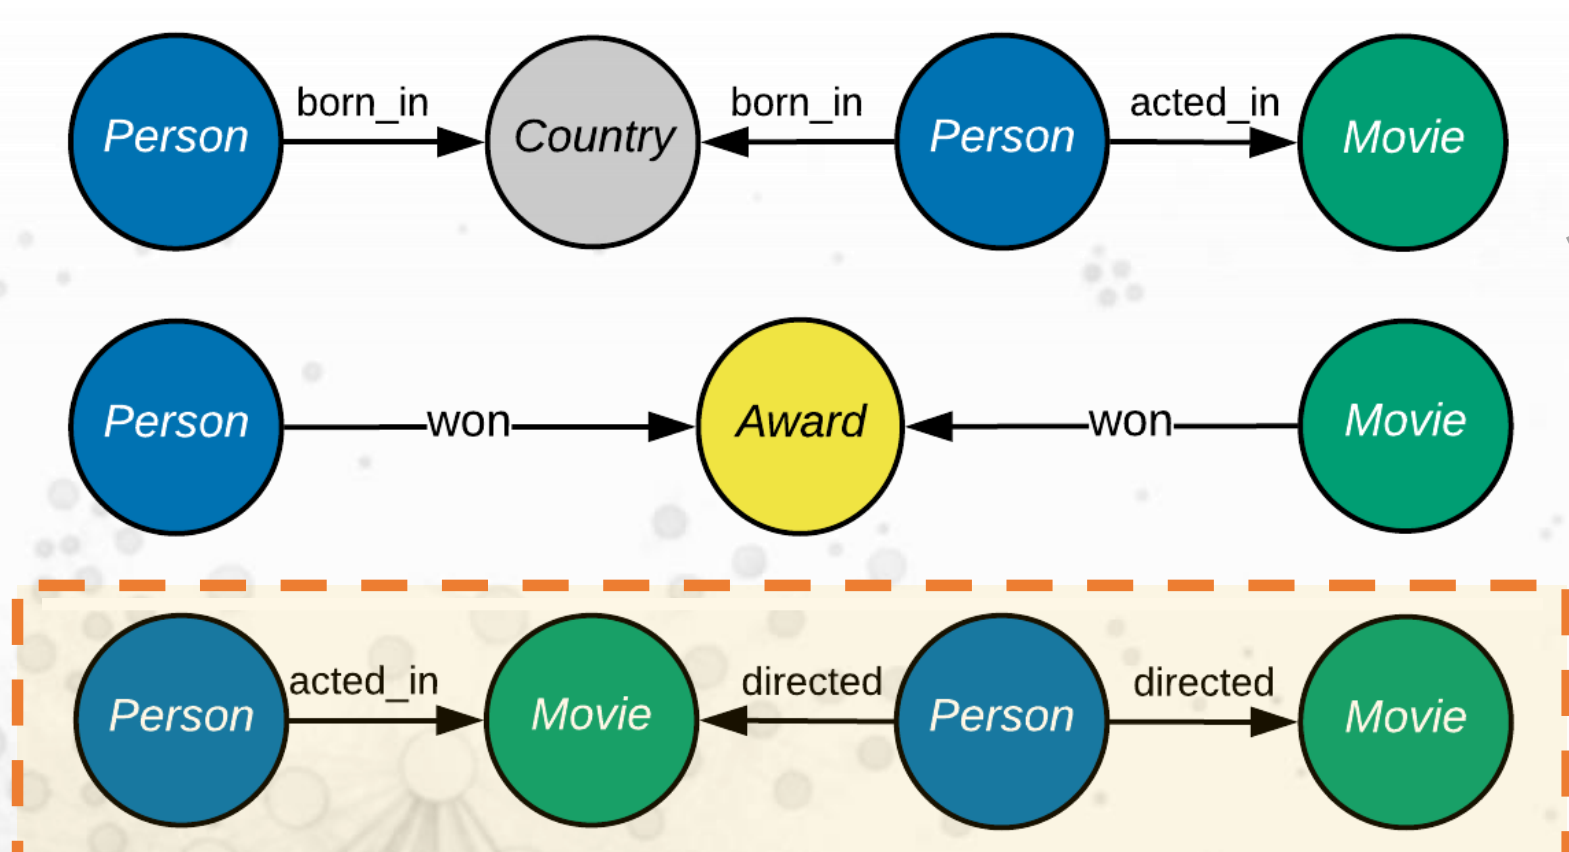 born_in born_in acted_in
Person Country Person Movie
Person won Award won Movie
acted_in directed directed
Person Movie Person Movie